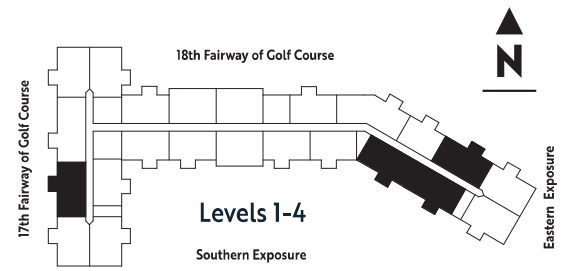 18th Fairway of Golf Course
N
17th Fairway of Golf Course
Eastern Exposure
Levels 1-4
Southern Exposure